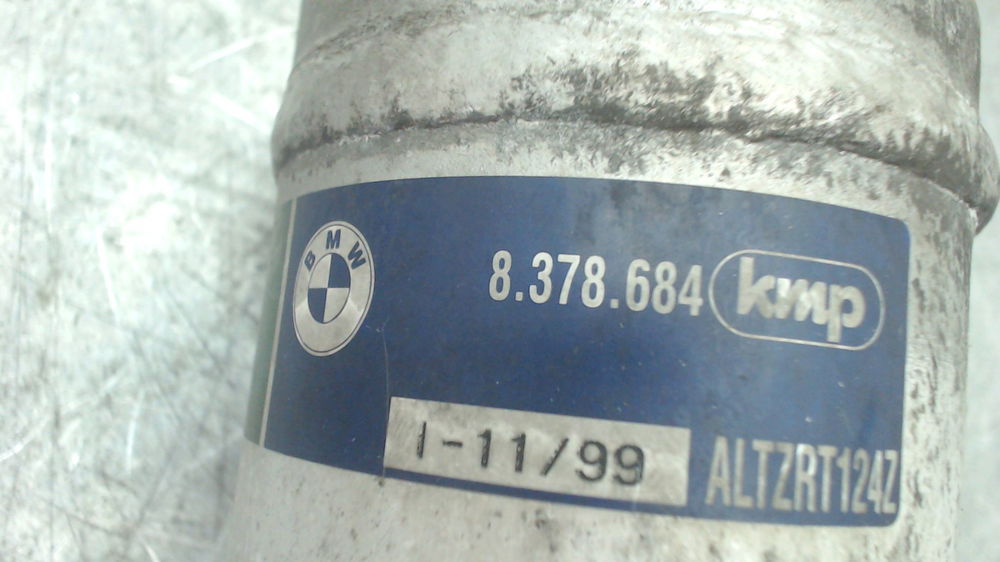 BMW
8.378.684 kmp
I-11/99
ALTZRT124Z